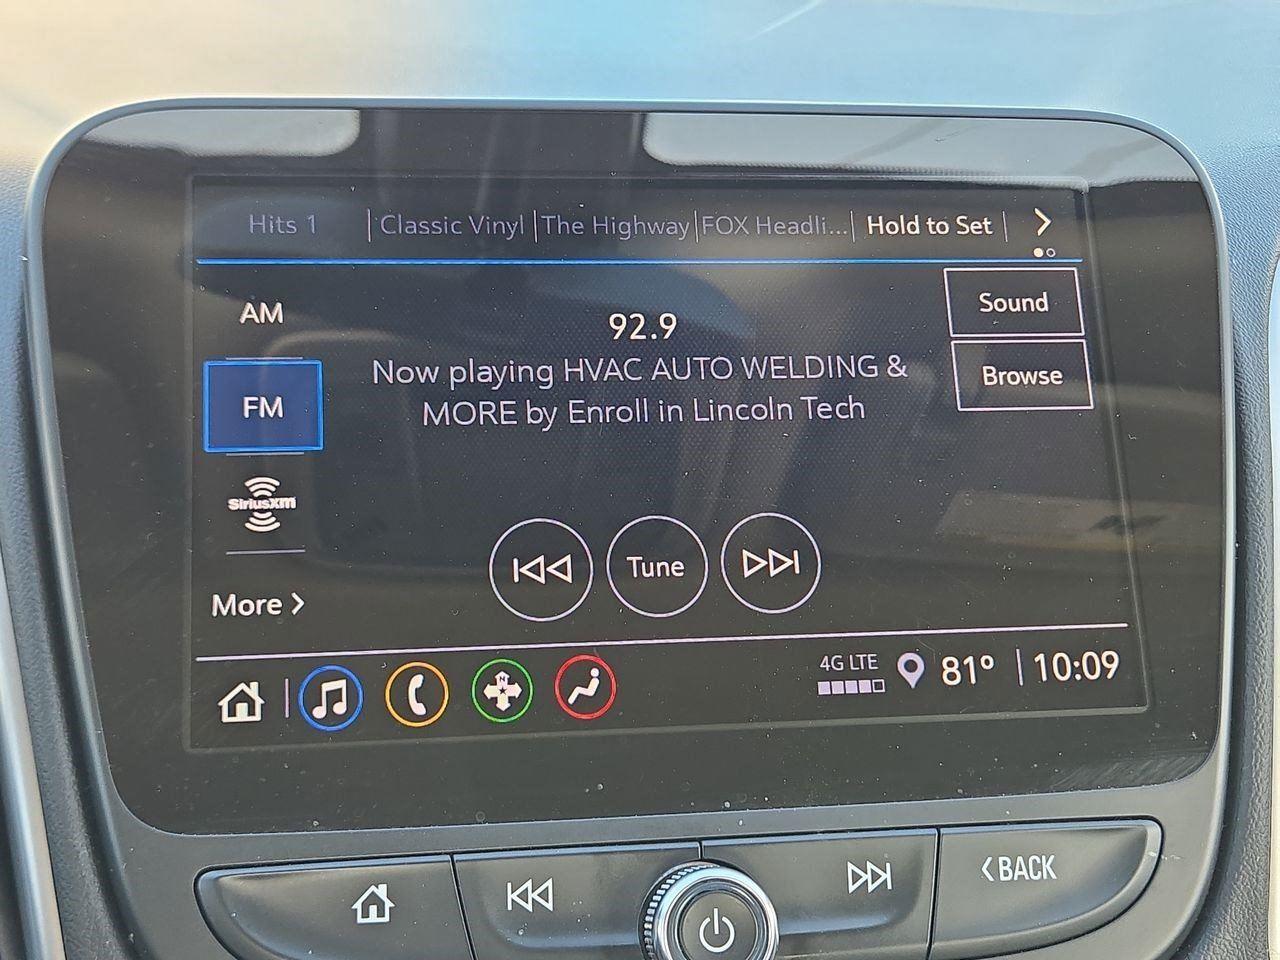 Hits 1 | Classic Vinyl | The Highway | FOX Headli... | Hold to Set
AM
FM
SiriusXM
More
92.9
Now playing HVAC AUTO WELDING &
MORE by Enroll in Lincoln Tech
Sound
Browse
Tune
N
4G LTE
81° | 10:09
BACK